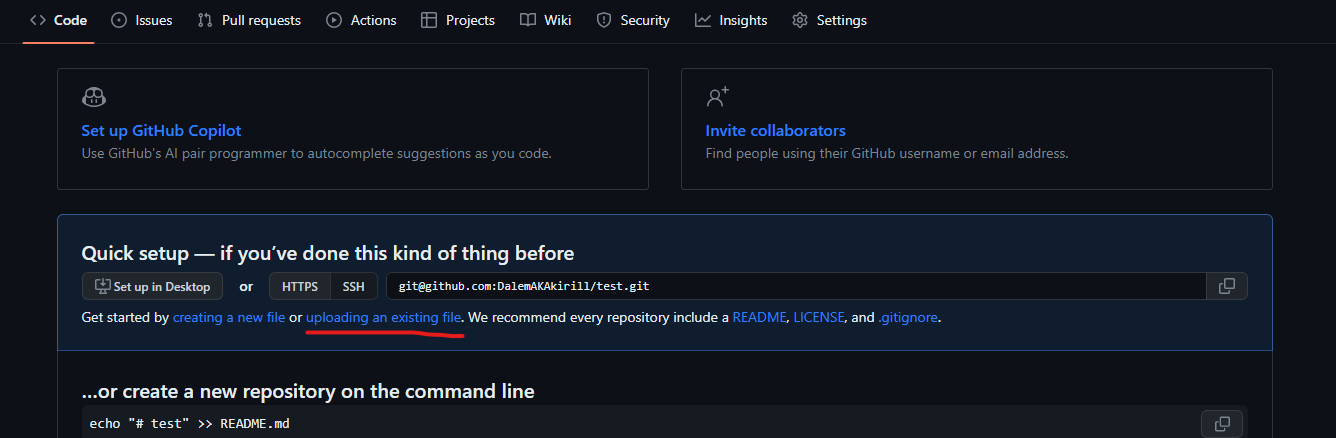 Code Issues Pull requests Actions Projects Wiki Security Insights Settings
Set up GitHub Copilot
Use GitHub's AI pair programmer to autocomplete suggestions as you code.
Invite collaborators
Find people using their GitHub username or email address.
Quick setup — if you’ve done this kind of thing before
Set up in Desktop or HTTPS SSH git@github.com:DalemAKAkirill/test.git
Get started by creating a new file or uploading an existing file. We recommend every repository include a README, LICENSE, and .gitignore.
…or create a new repository on the command line
echo "# test" >> README.md